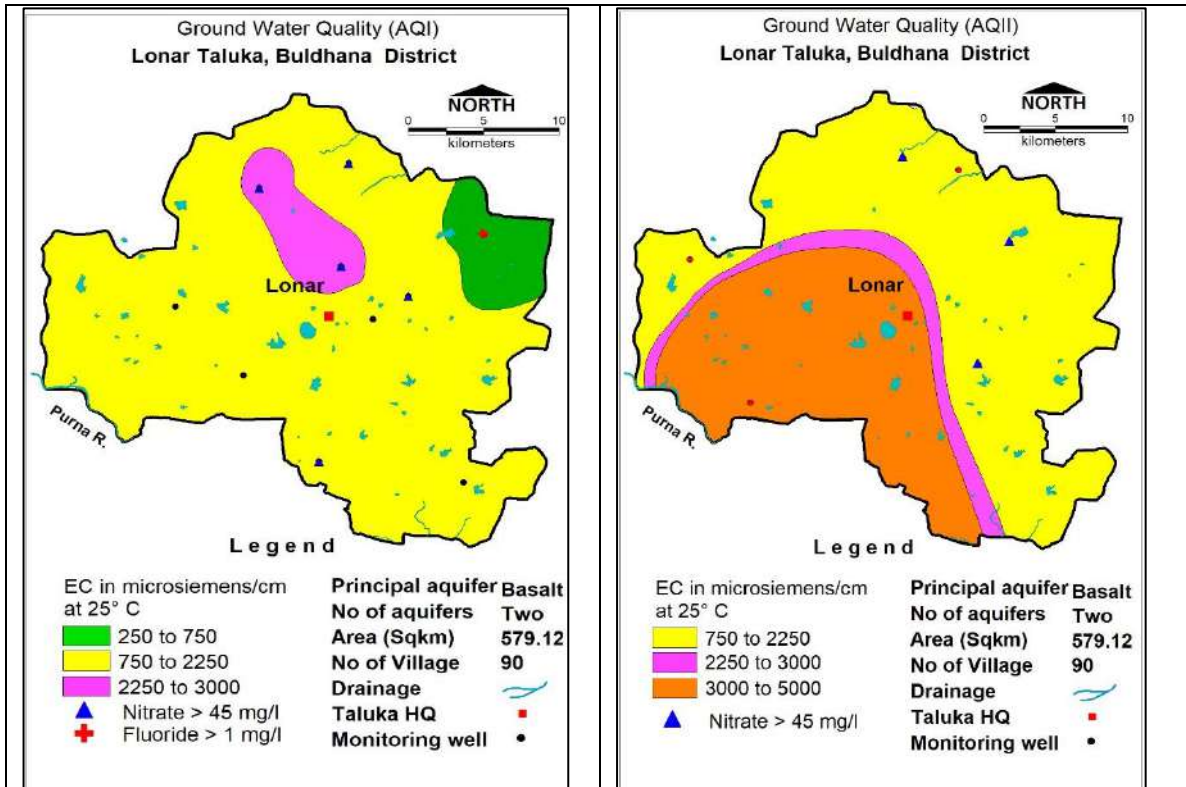 Ground Water Quality (AQI)
Lonar Taluka, Buldhana District
NORTH
0 5 10
kilometers
Lonar
Purna R.
Legend
EC in microsiemens/cm
at 25° C
250 to 750
750 to 2250
2250 to 3000
Nitrate > 45 mg/l
Fluoride > 1 mg/l
Principal aquifer Basalt
No of aquifers Two
Area (Sqkm) 579.12
No of Village 90
Drainage
Taluka HQ
Monitoring well
Ground Water Quality (AQII)
Lonar Taluka, Buldhana District
NORTH
0 5 10
kilometers
Lonar
Purna R.
Legend
EC in microsiemens/cm
at 25° C
750 to 2250
2250 to 3000
3000 to 5000
Nitrate > 45 mg/l
Principal aquifer Basalt
No of aquifers Two
Area (Sqkm) 579.12
No of Village 90
Drainage
Taluka HQ
Monitoring well